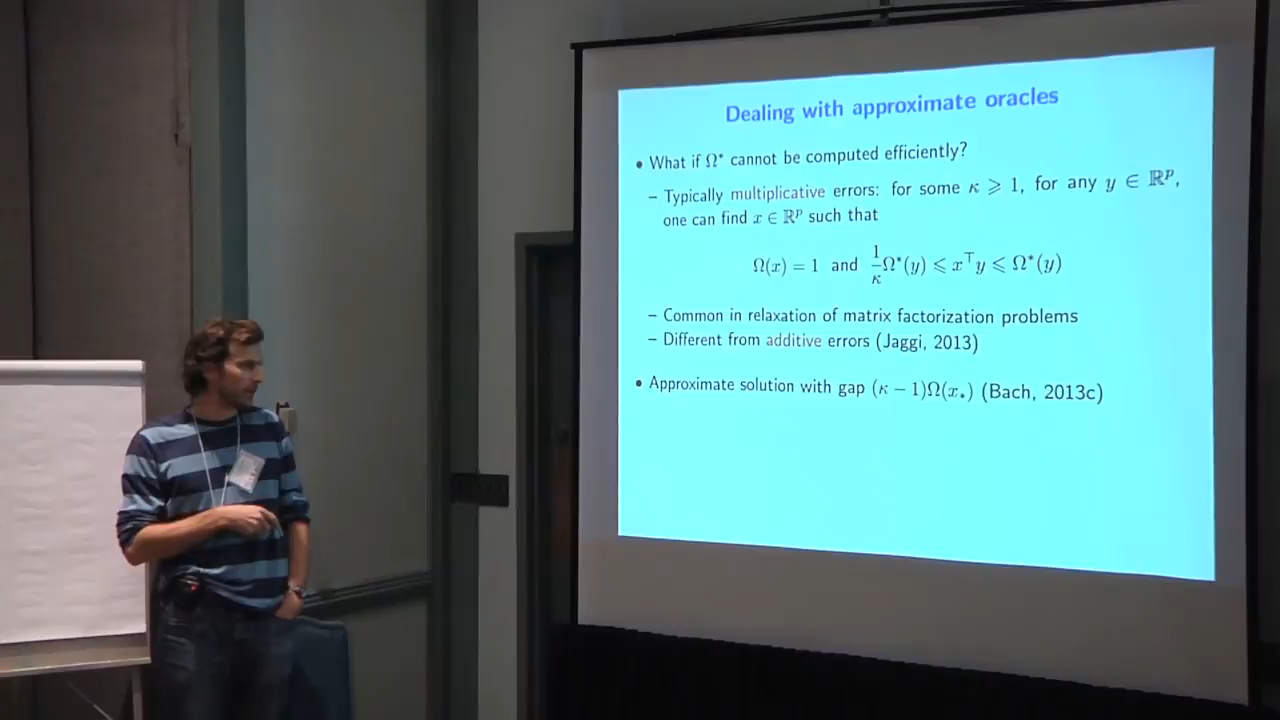 Dealing with approximate oracles
• What if Ω* cannot be computed efficiently?
– Typically multiplicative errors: for some κ ⩾ 1, for any y ∈ ℝᵖ,
one can find x ∈ ℝᵖ such that
Ω(x) = 1 and 1/κ Ω*(y) ⩽ x⊤y ⩽ Ω*(y)
– Common in relaxation of matrix factorization problems
– Different from additive errors (Jaggi, 2013)
• Approximate solution with gap (κ − 1)Ω(x*) (Bach, 2013c)